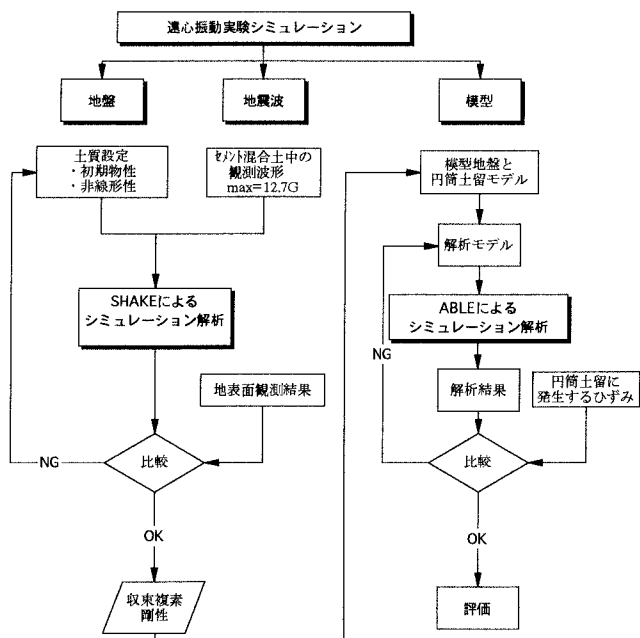 遠心振動実験シミュレーション
地盤
地震波
模型
土質設定
・初期物性
・非線形性
セメント混合土中の
観測波形
max=12.7G
模型地盤と
円筒土留モデル
解析モデル
SHAKEによる
シミュレーション解析
ABLEによる
シミュレーション解析
NG
地表面観測結果
解析結果
円筒土留に
発生するひずみ
NG
比較
比較
OK
OK
収束複素
剛性
評価